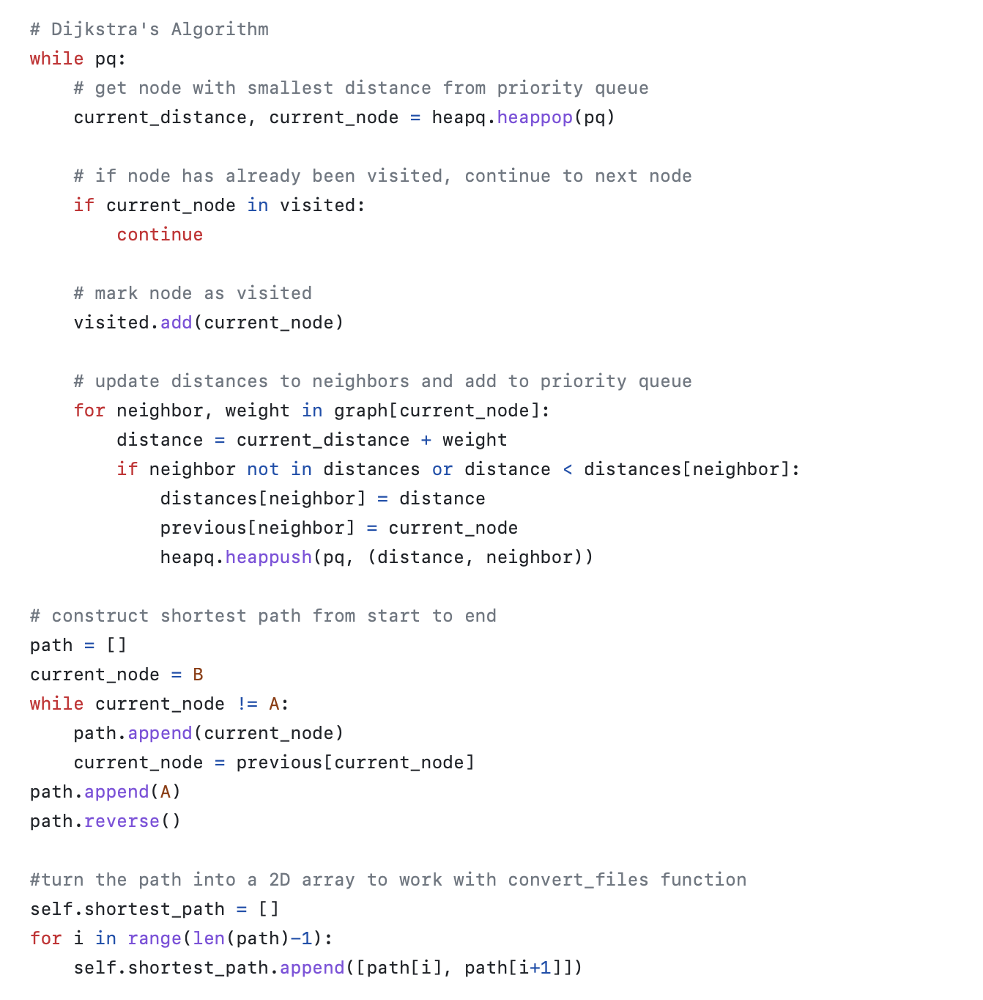 # Dijkstra's Algorithm
while pq:
    # get node with smallest distance from priority queue
    current_distance, current_node = heapq.heappop(pq)

    # if node has already been visited, continue to next node
    if current_node in visited:
        continue

    # mark node as visited
    visited.add(current_node)

    # update distances to neighbors and add to priority queue
    for neighbor, weight in graph[current_node]:
        distance = current_distance + weight
        if neighbor not in distances or distance < distances[neighbor]:
            distances[neighbor] = distance
            previous[neighbor] = current_node
            heapq.heappush(pq, (distance, neighbor))

# construct shortest path from start to end
path = []
current_node = B
while current_node != A:
    path.append(current_node)
    current_node = previous[current_node]
path.append(A)
path.reverse()

#turn the path into a 2D array to work with convert_files function
self.shortest_path = []
for i in range(len(path)-1):
    self.shortest_path.append([path[i], path[i+1]])